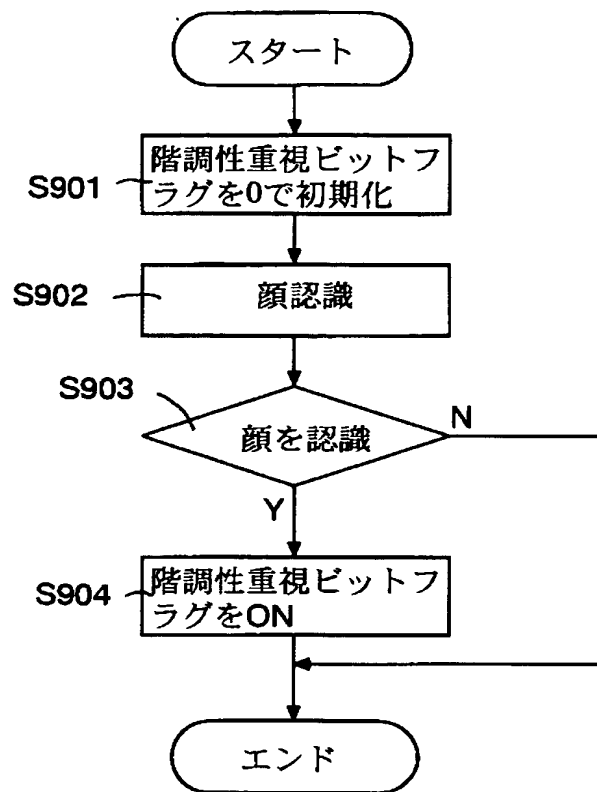 スタート
階調性重視ビットフ
S901
ラグを0で初期化
S902
顔認識
S903
顔を認識
N
Y
階調性重視ビットフ
S904
ラグをON
エンド